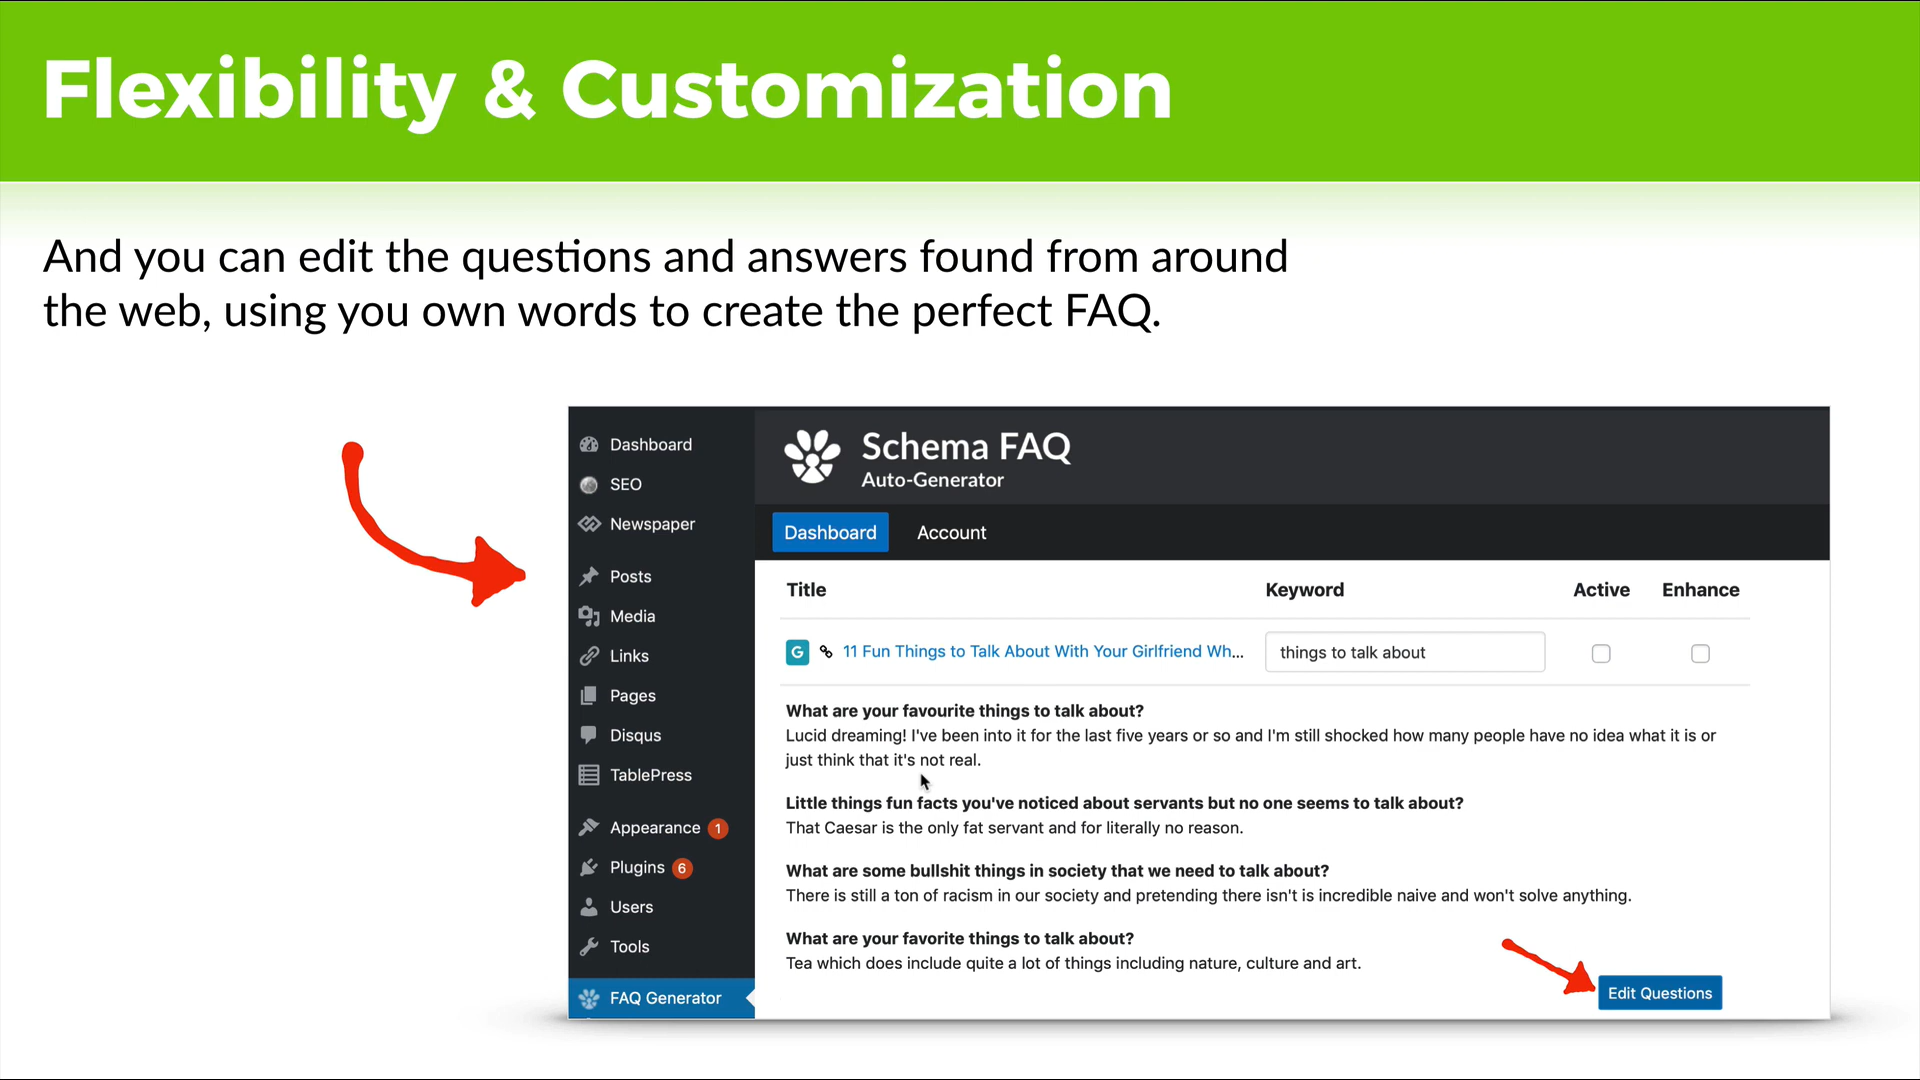 Flexibility & Customization
And you can edit the questions and answers found from around
the web, using you own words to create the perfect FAQ.
Dashboard
SEO
Newspaper
Posts
Media
Links
Pages
Disqus
TablePress
Appearance 1
Plugins 6
Users
Tools
FAQ Generator
Schema FAQ
Auto-Generator
Dashboard Account
Title Keyword Active Enhance
G 11 Fun Things to Talk About With Your Girlfriend Wh... things to talk about
What are your favourite things to talk about?
Lucid dreaming! I've been into it for the last five years or so and I'm still shocked how many people have no idea what it is or
just think that it's not real.
Little things fun facts you've noticed about servants but no one seems to talk about?
That Caesar is the only fat servant and for literally no reason.
What are some bullshit things in society that we need to talk about?
There is still a ton of racism in our society and pretending there isn't is incredible naive and won't solve anything.
What are your favorite things to talk about?
Tea which does include quite a lot of things including nature, culture and art.
Edit Questions